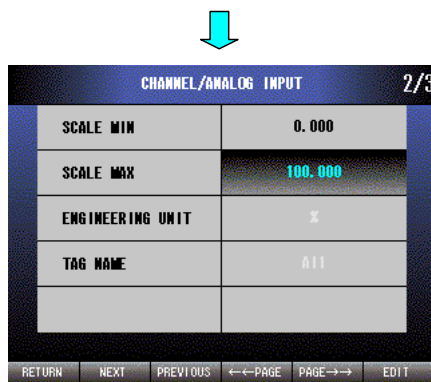 CHANNEL/ANALOG INPUT 2/3
SCALE MIN 0.000
SCALE MAX 100.000
ENGINEERING UNIT %
TAG NAME AI1
RETURN NEXT PREVIOUS ←←PAGE PAGE→→ EDIT